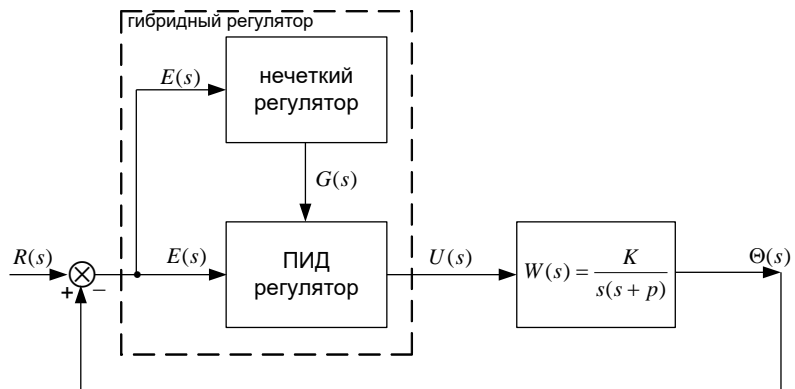 гибридный регулятор
E(s)
нечеткий
регулятор
G(s)
R(s)
+
−
E(s)
ПИД
регулятор
U(s)
W(s) = K / s(s + p)
Θ(s)